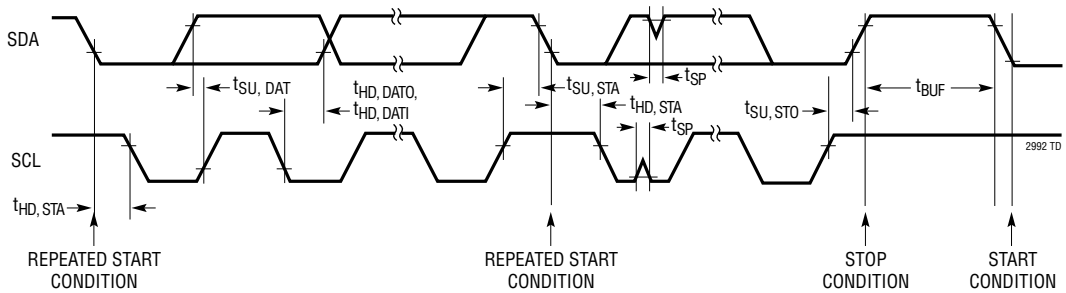 SDA
tSU, DAT
tHD, DATO,
tHD, DATI
tSU, STA
tHD, STA
tSP
tSP
tSU, STO
tBUF
2992 TD
SCL
tHD, STA
REPEATED START
CONDITION
REPEATED START
CONDITION
STOP
CONDITION
START
CONDITION